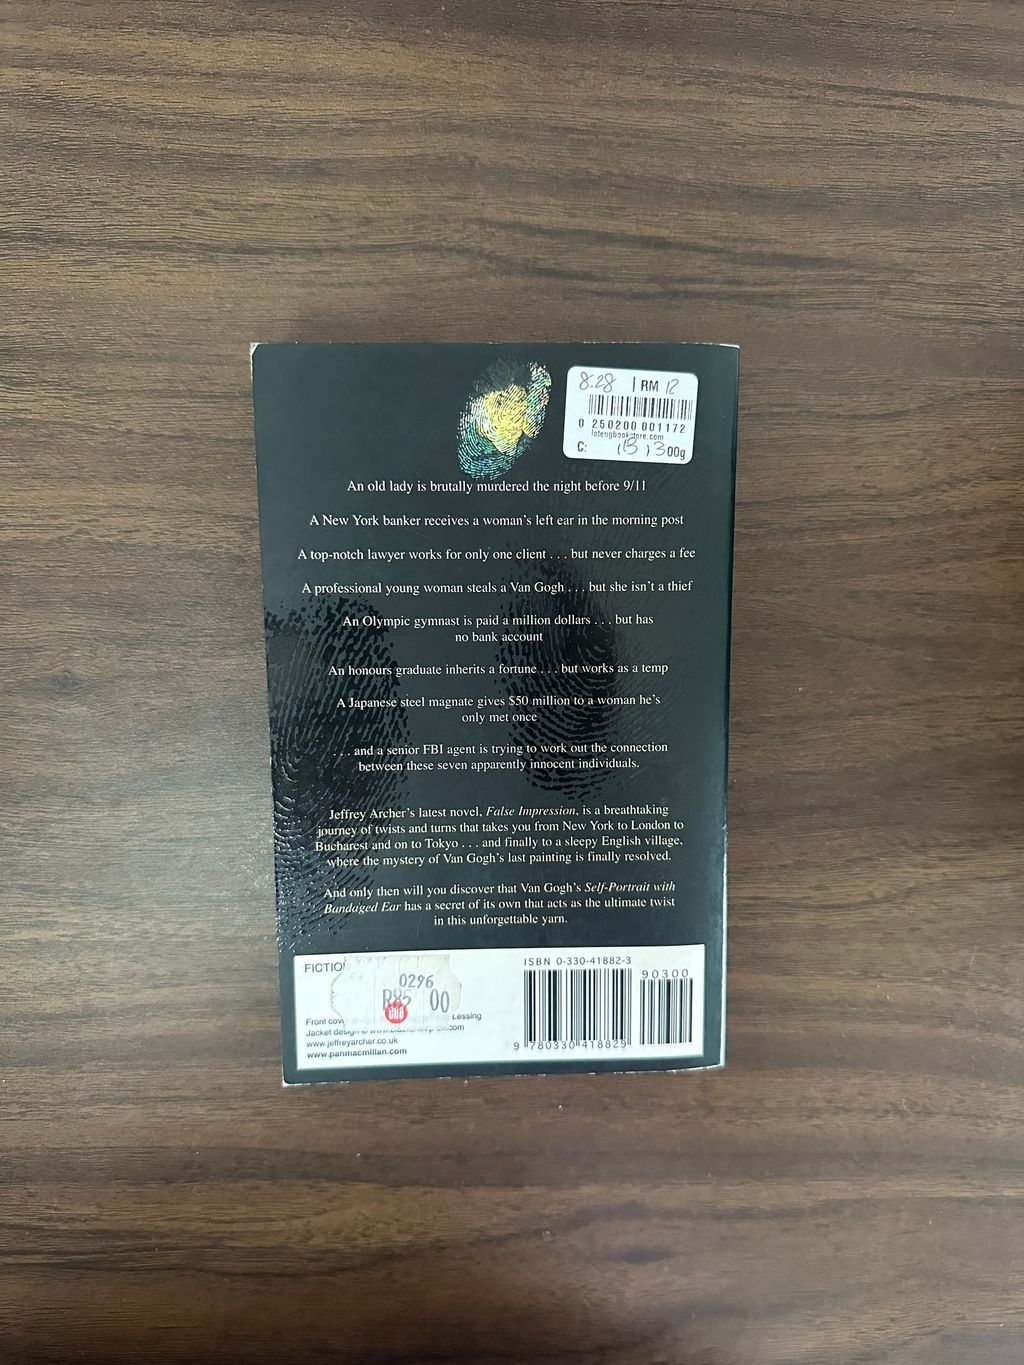 8-28 | RM 12
0 250200 001172
lotengbookstore.com
C: (B) 300g
An old lady is brutally murdered the night before 9/11
A New York banker receives a woman's left ear in the morning post
A top-notch lawyer works for only one client . . . but never charges a fee
A professional young woman steals a Van Gogh . . . but she isn't a thief
An Olympic gymnast is paid a million dollars . . . but has
no bank account
An honours graduate inherits a fortune . . . but works as a temp
A Japanese steel magnate gives $50 million to a woman he's
only met once
. . . and a senior FBI agent is trying to work out the connection
between these seven apparently innocent individuals.
Jeffrey Archer's latest novel, False Impression, is a breathtaking
journey of twists and turns that takes you from New York to London to
Bucharest and on to Tokyo . . . and finally to a sleepy English village,
where the mystery of Van Gogh's last painting is finally resolved.
And only then will you discover that Van Gogh's Self-Portrait with
Bandaged Ear has a secret of its own that acts as the ultimate twist
in this unforgettable yarn.
FICTIO
0296
R85 00
cna
Front cov Lessing
Jacket design © www. .com
www.jeffreyarcher.co.uk
www.panmacmillan.com
ISBN 0-330-41882-3
90300
9 780330 418829